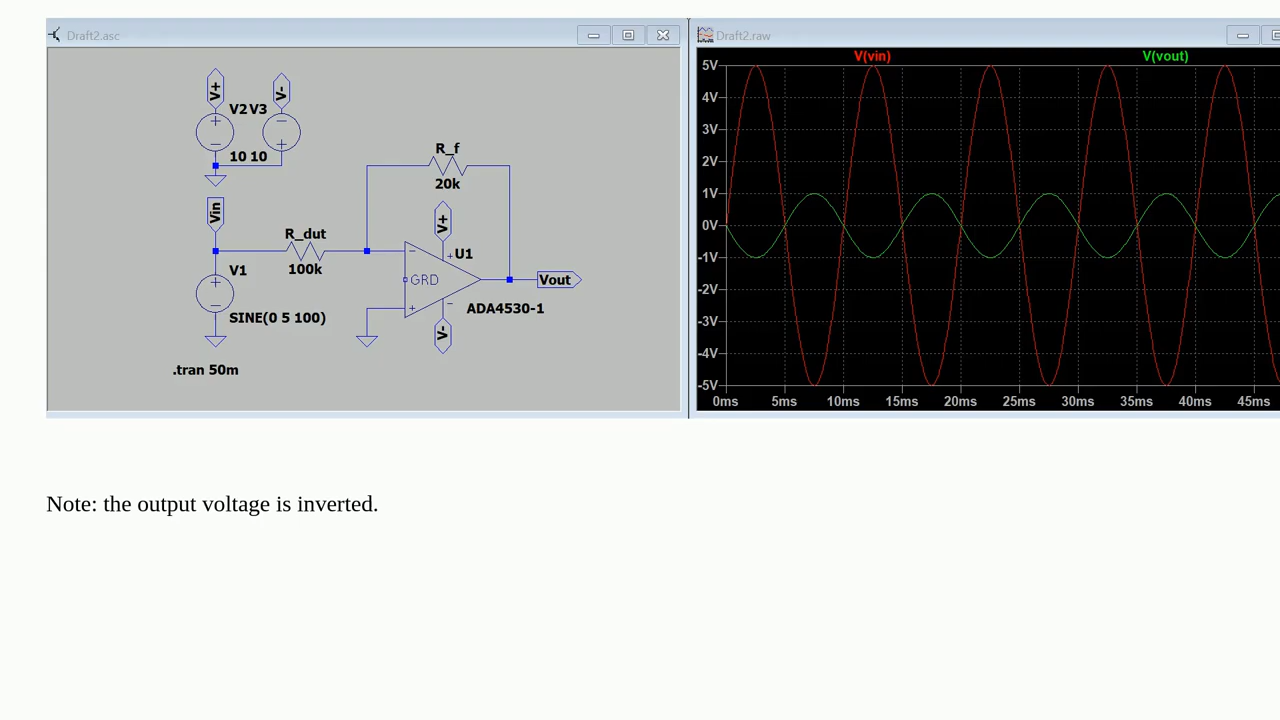 Draft2.asc
V+
V-
V2 V3
10 10
Vin
R_dut
100k
V1
SINE(0 5 100)
.tran 50m
R_f
20k
V+
U1
GRD
Vout
ADA4530-1
V-
Draft2.raw
V(vin) V(vout)
5V
4V
3V
2V
1V
0V
-1V
-2V
-3V
-4V
-5V
0ms 5ms 10ms 15ms 20ms 25ms 30ms 35ms 40ms 45ms
Note: the output voltage is inverted.